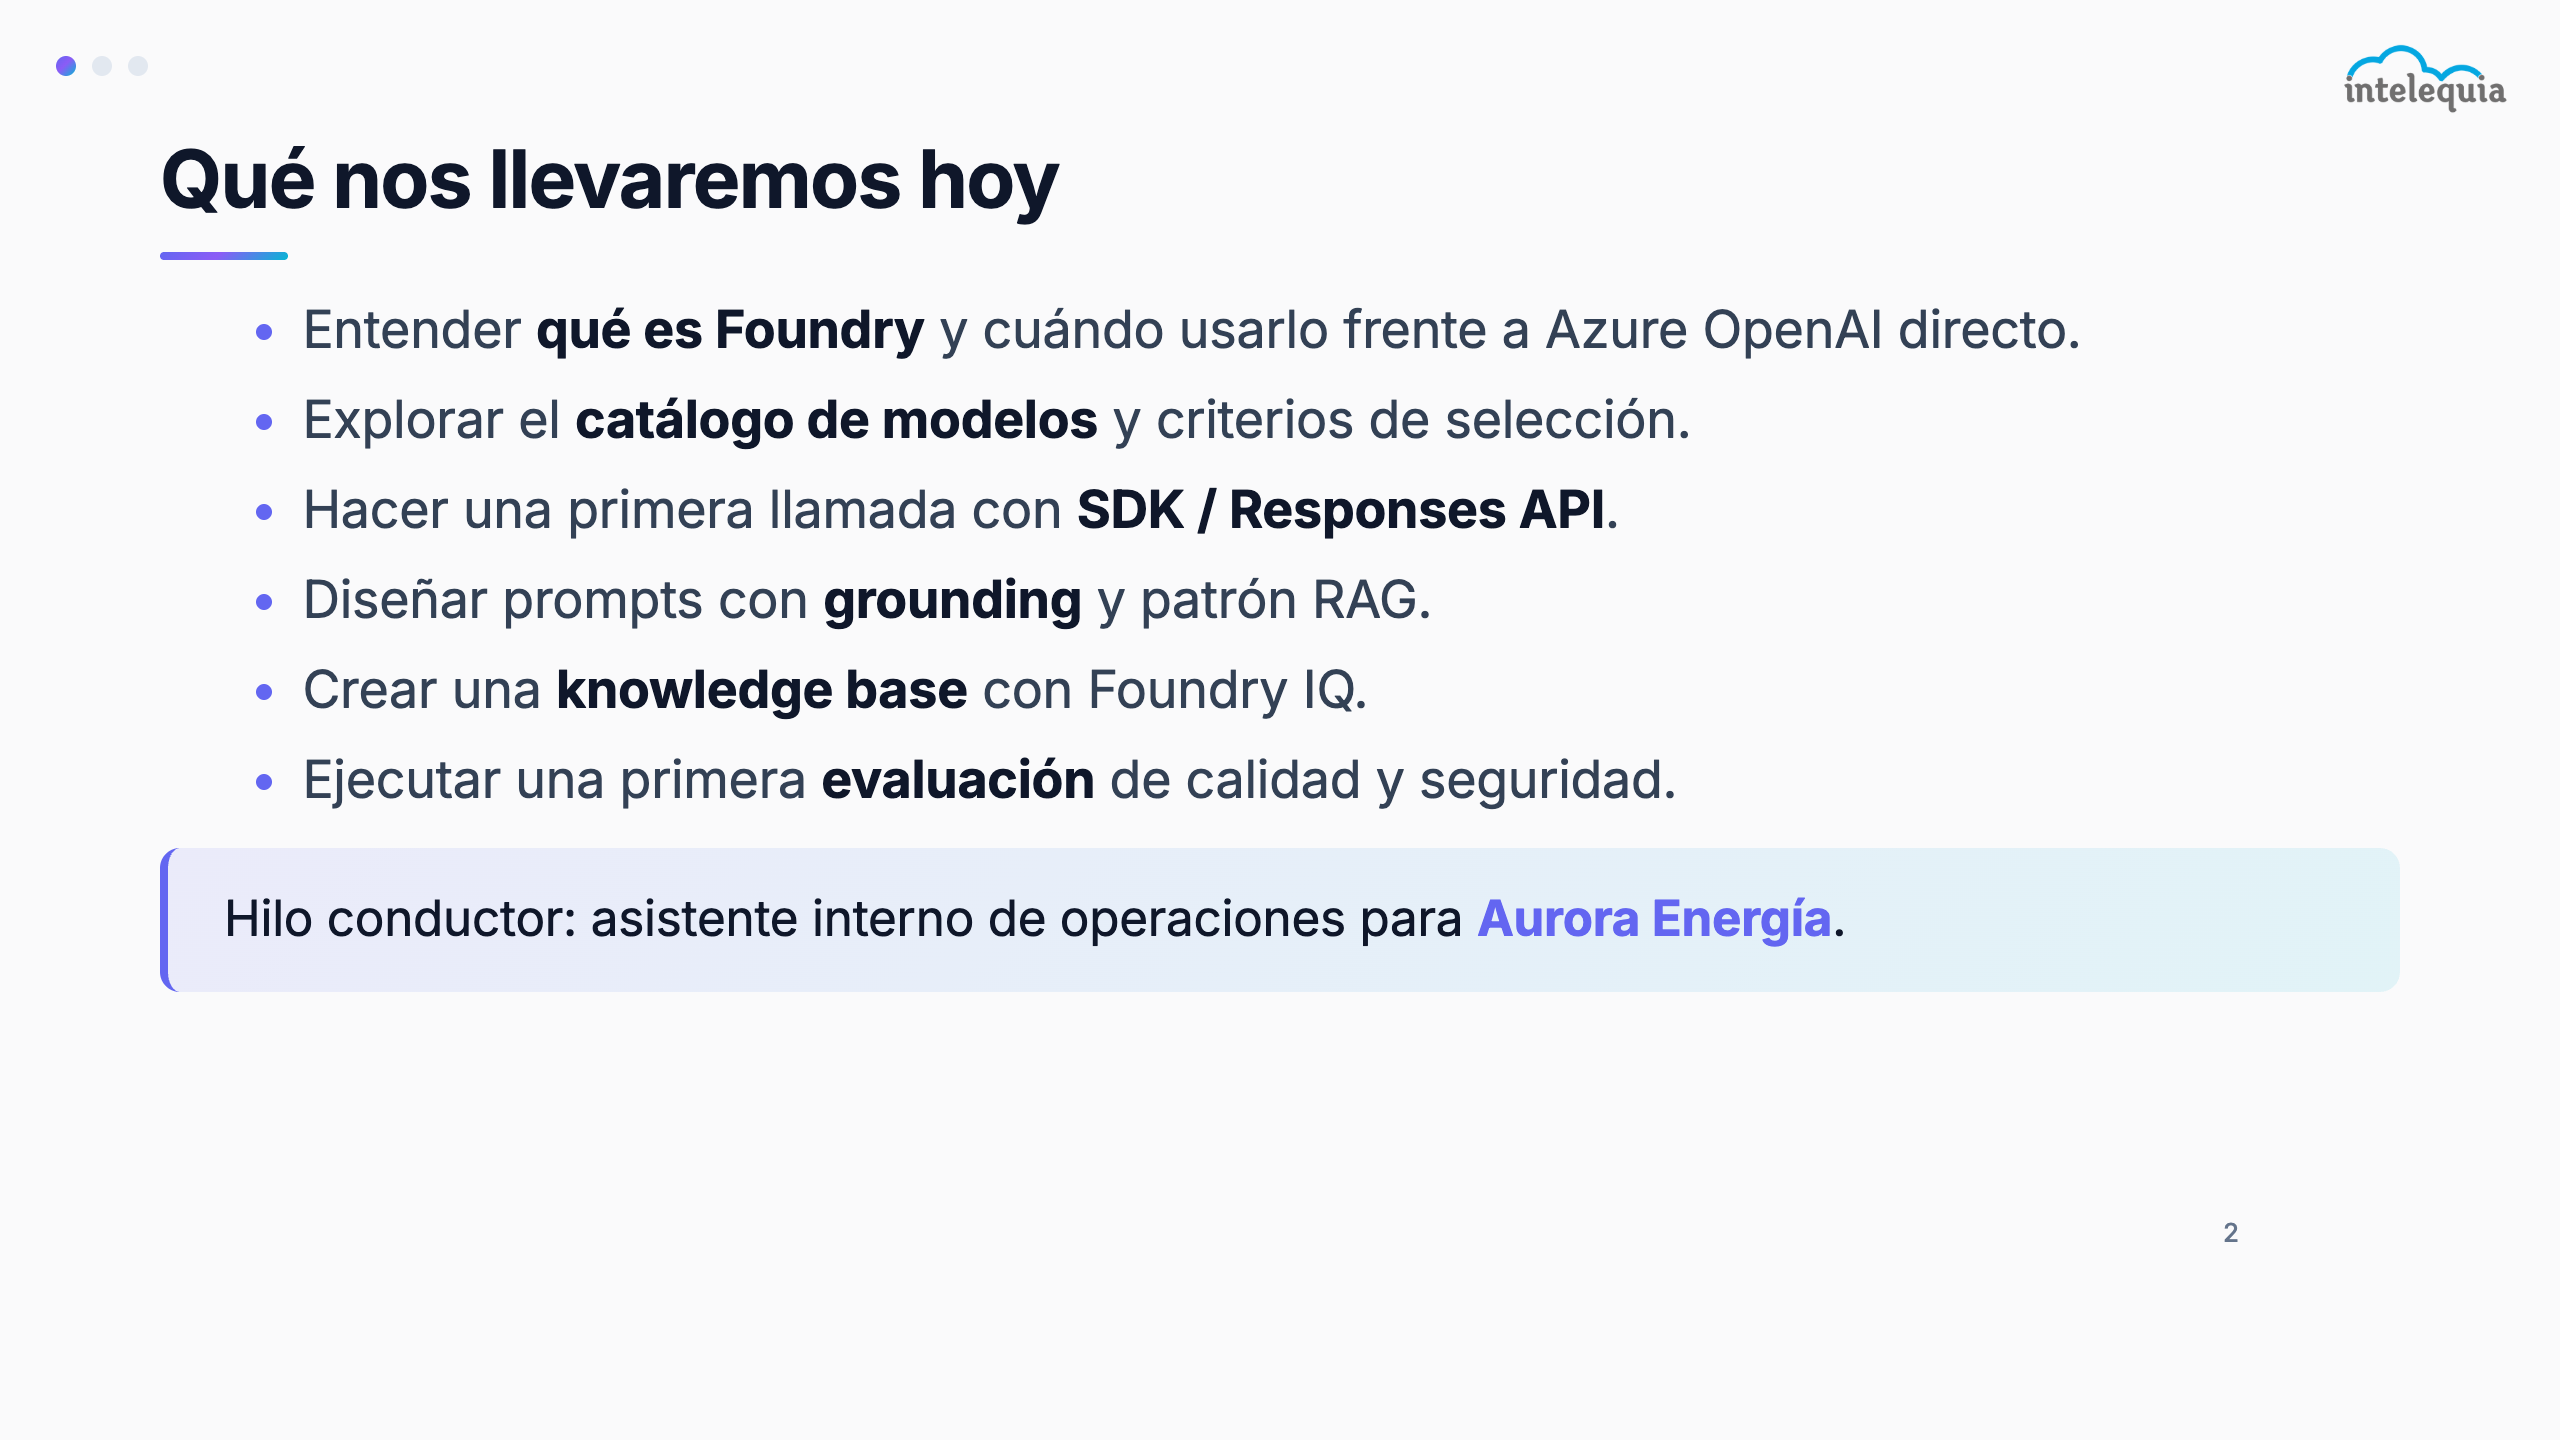 intelequia
Qué nos llevaremos hoy
Entender qué es Foundry y cuándo usarlo frente a Azure OpenAI directo.
Explorar el catálogo de modelos y criterios de selección.
Hacer una primera llamada con SDK / Responses API.
Diseñar prompts con grounding y patrón RAG.
Crear una knowledge base con Foundry IQ.
Ejecutar una primera evaluación de calidad y seguridad.
Hilo conductor: asistente interno de operaciones para Aurora Energía.
2